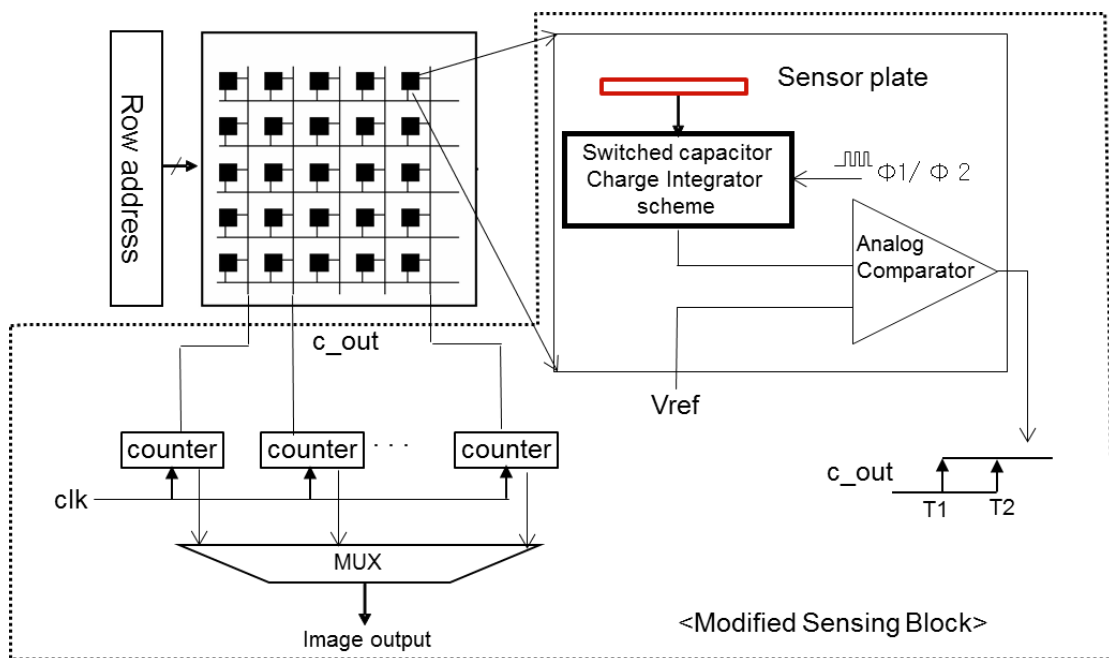 Row address
Sensor plate
Switched capacitor
Charge Integrator
scheme
Φ1/ Φ 2
Analog
Comparator
c_out
Vref
counter
counter
. . .
counter
clk
c_out
T1
T2
MUX
Image output
<Modified Sensing Block>